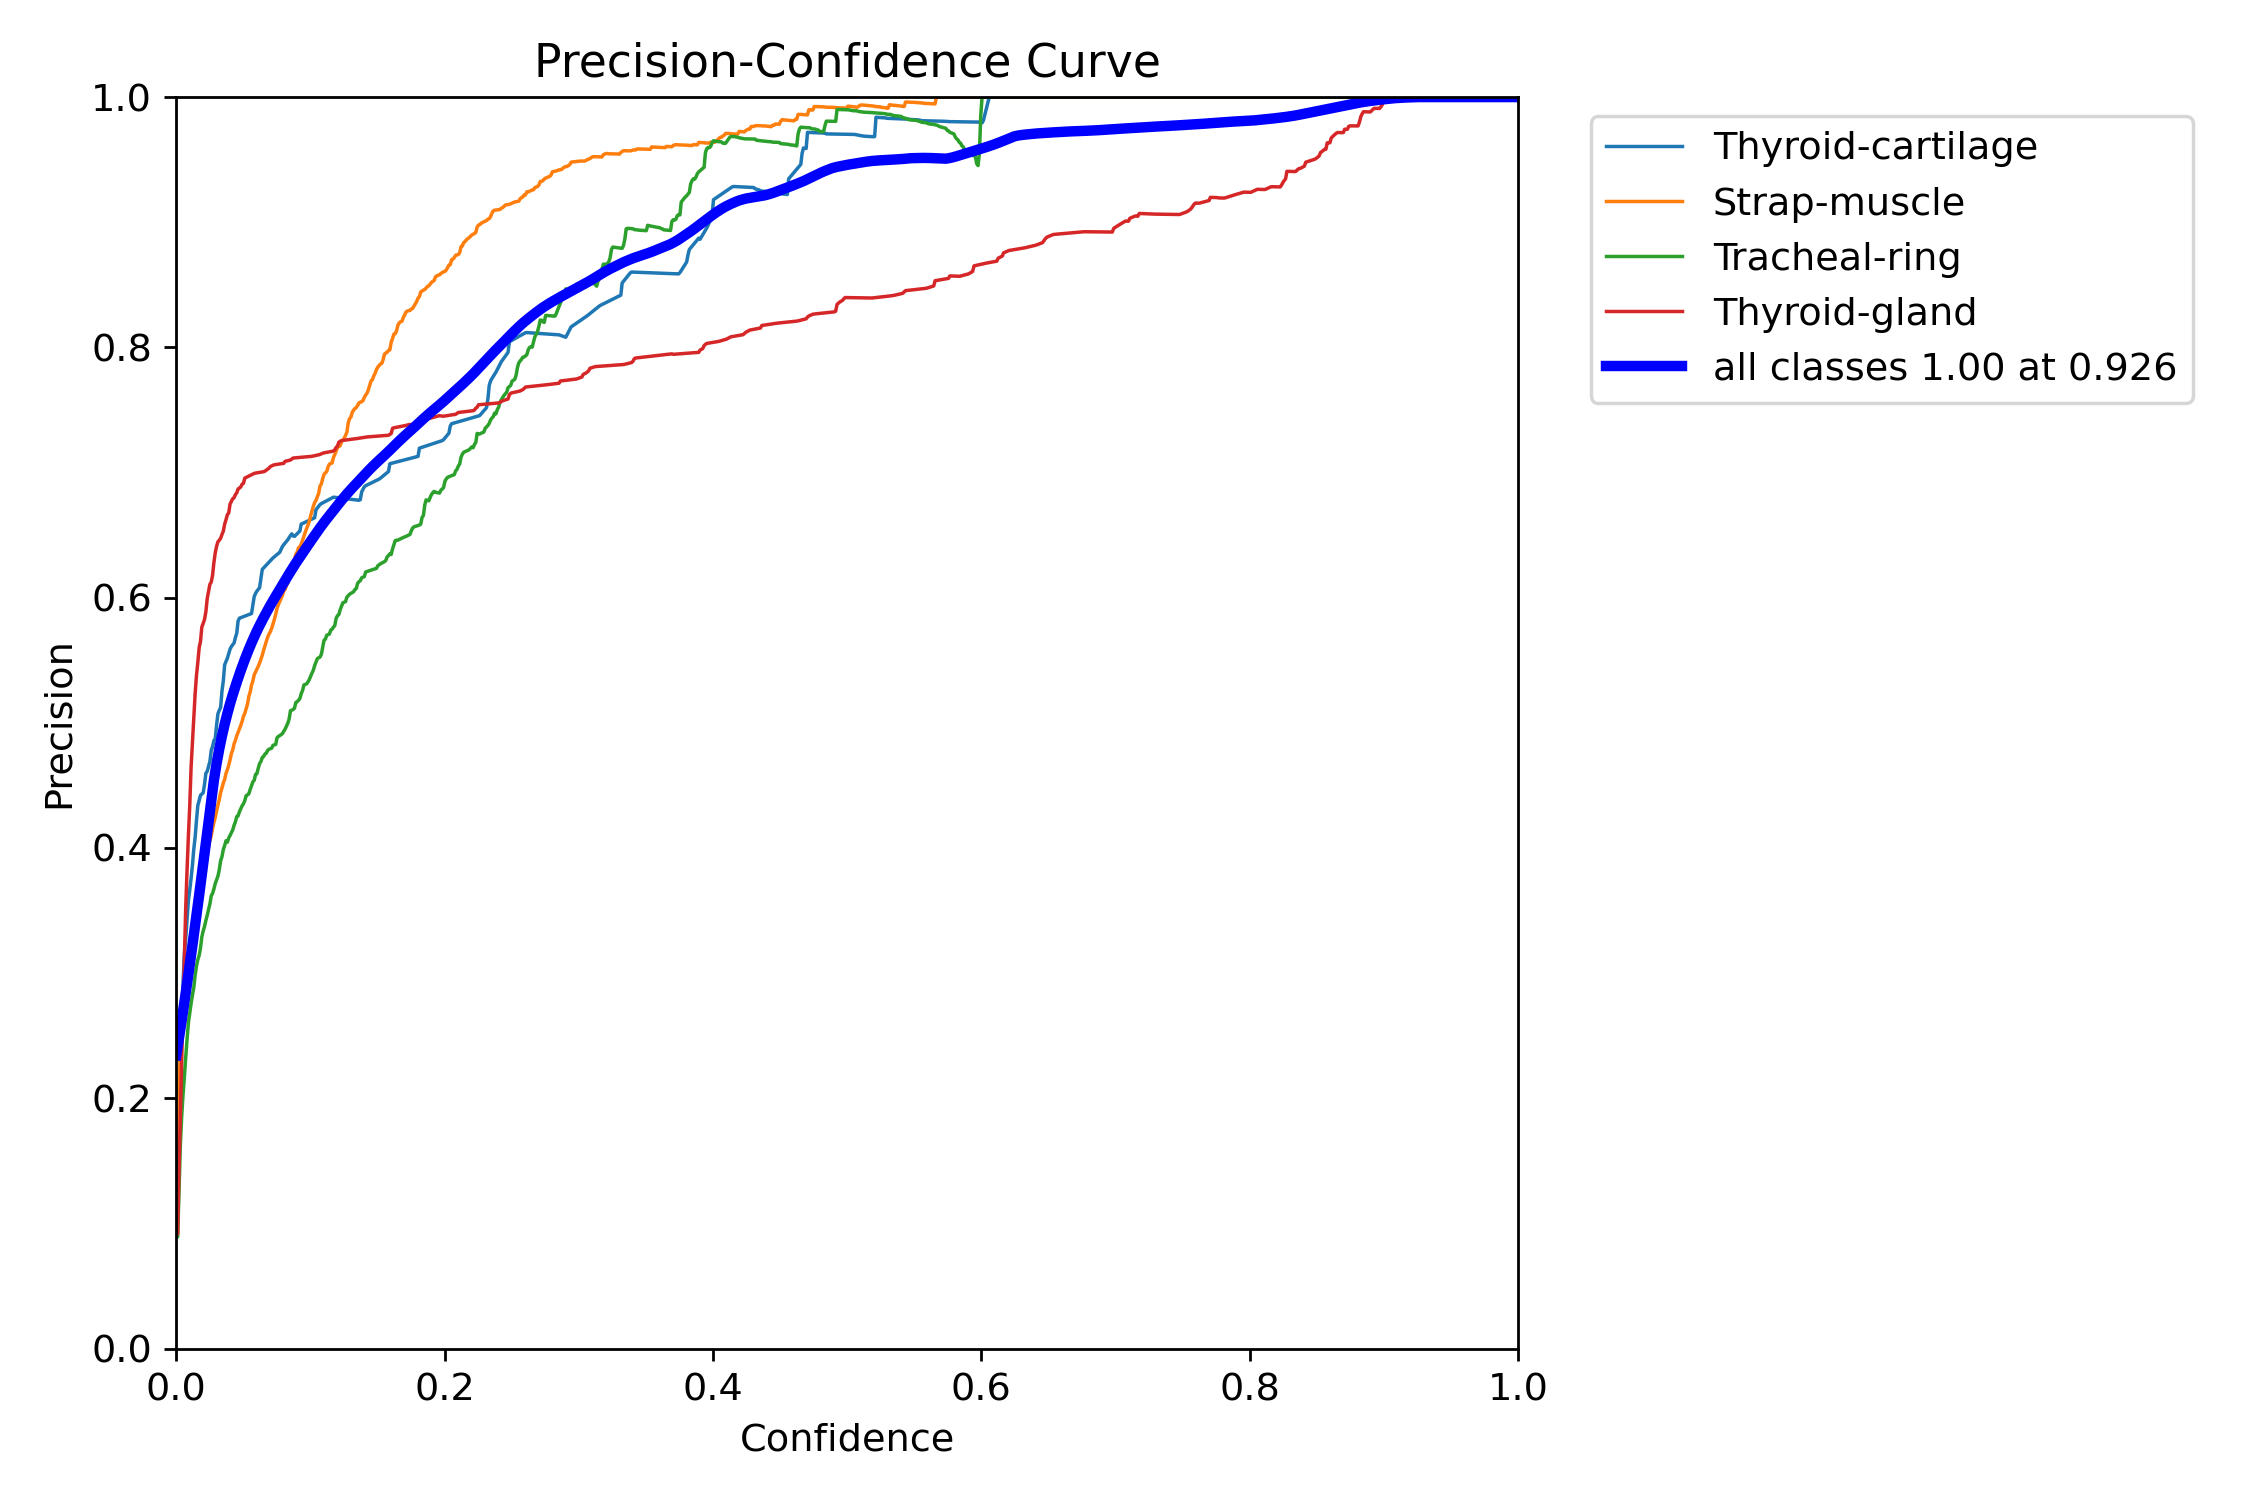 Precision-Confidence Curve
1.0
0.8
0.6
0.4
0.2
0.0
Precision
0.0 0.2 0.4 0.6 0.8 1.0
Confidence
Thyroid-cartilage
Strap-muscle
Tracheal-ring
Thyroid-gland
all classes 1.00 at 0.926